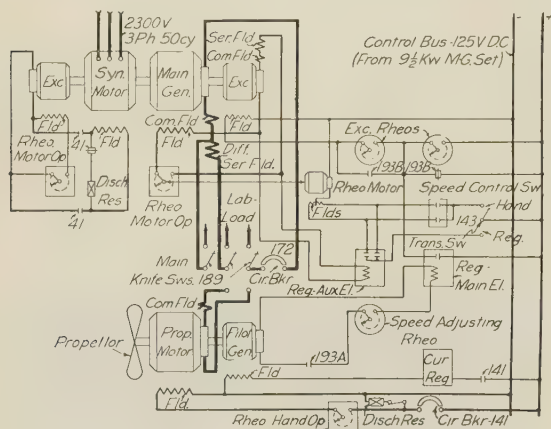 2300V
3Ph 50cy
Ser. Fld
Com Fld
Control Bus-125V DC
(From 9½ Kw M.G. Set)
Exc
Syn.
Motor
Main
Gen.
Exc
Fld
Rheo.
Motor Op
41
Fld
Disch
Res
41
Com. Fld
Fld
Diff.
Ser Fld.
Rheo
Motor Op
Fld
Exc. Rheos
193B
193B
Rheo Motor
Flds
Speed Control Sw
143
Hand
Reg.
Trans. Sw
Lab-
Load
172
Main
Knife Sws. 189
Cir. Bkr
Reg. Aux El.
Reg-
Main El.
Com Fld
Propellor
Prop.
Motor
Pilot
Gen.
Speed Adjusting
Rheo
193A
Fld
Cur
Reg
141
Fld.
Rheo Hand Op
Disch Res
Cir Bkr-141